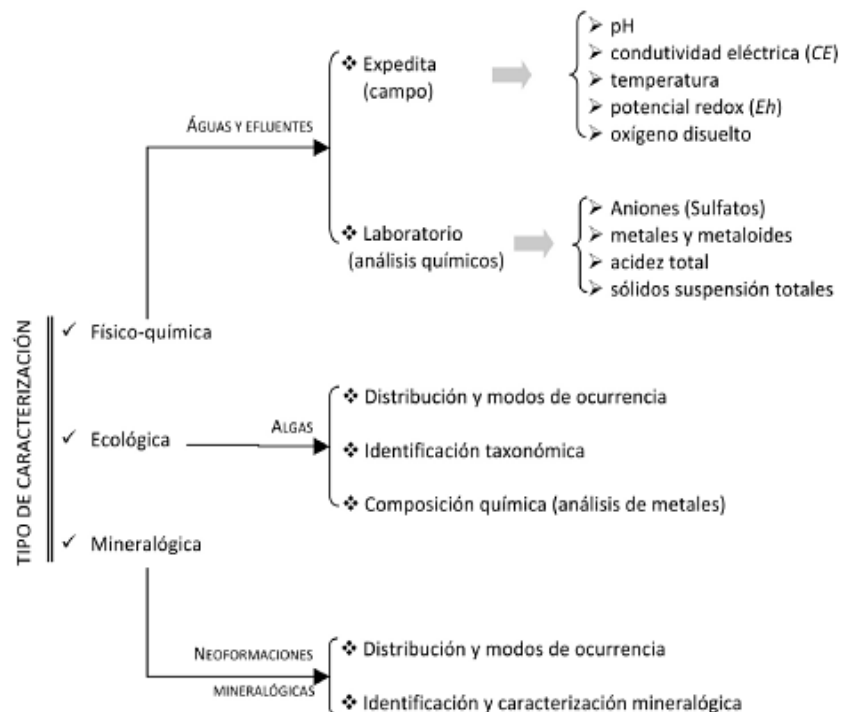 TIPO DE CARACTERIZACIÓN
✓ Físico-química
ÁGUAS Y EFLUENTES
❖ Expedita
(campo)
➢ pH
➢ condutividad eléctrica (CE)
➢ temperatura
➢ potencial redox (Eh)
➢ oxígeno disuelto
❖ Laboratorio
(análisis químicos)
➢ Aniones (Sulfatos)
➢ metales y metaloides
➢ acidez total
➢ sólidos suspensión totales
✓ Ecológica
ALGAS
❖ Distribución y modos de ocurrencia
❖ Identificación taxonómica
❖ Composición química (análisis de metales)
✓ Mineralógica
NEOFORMACIONES
MINERALÓGICAS
❖ Distribución y modos de ocurrencia
❖ Identificación y caracterización mineralógica